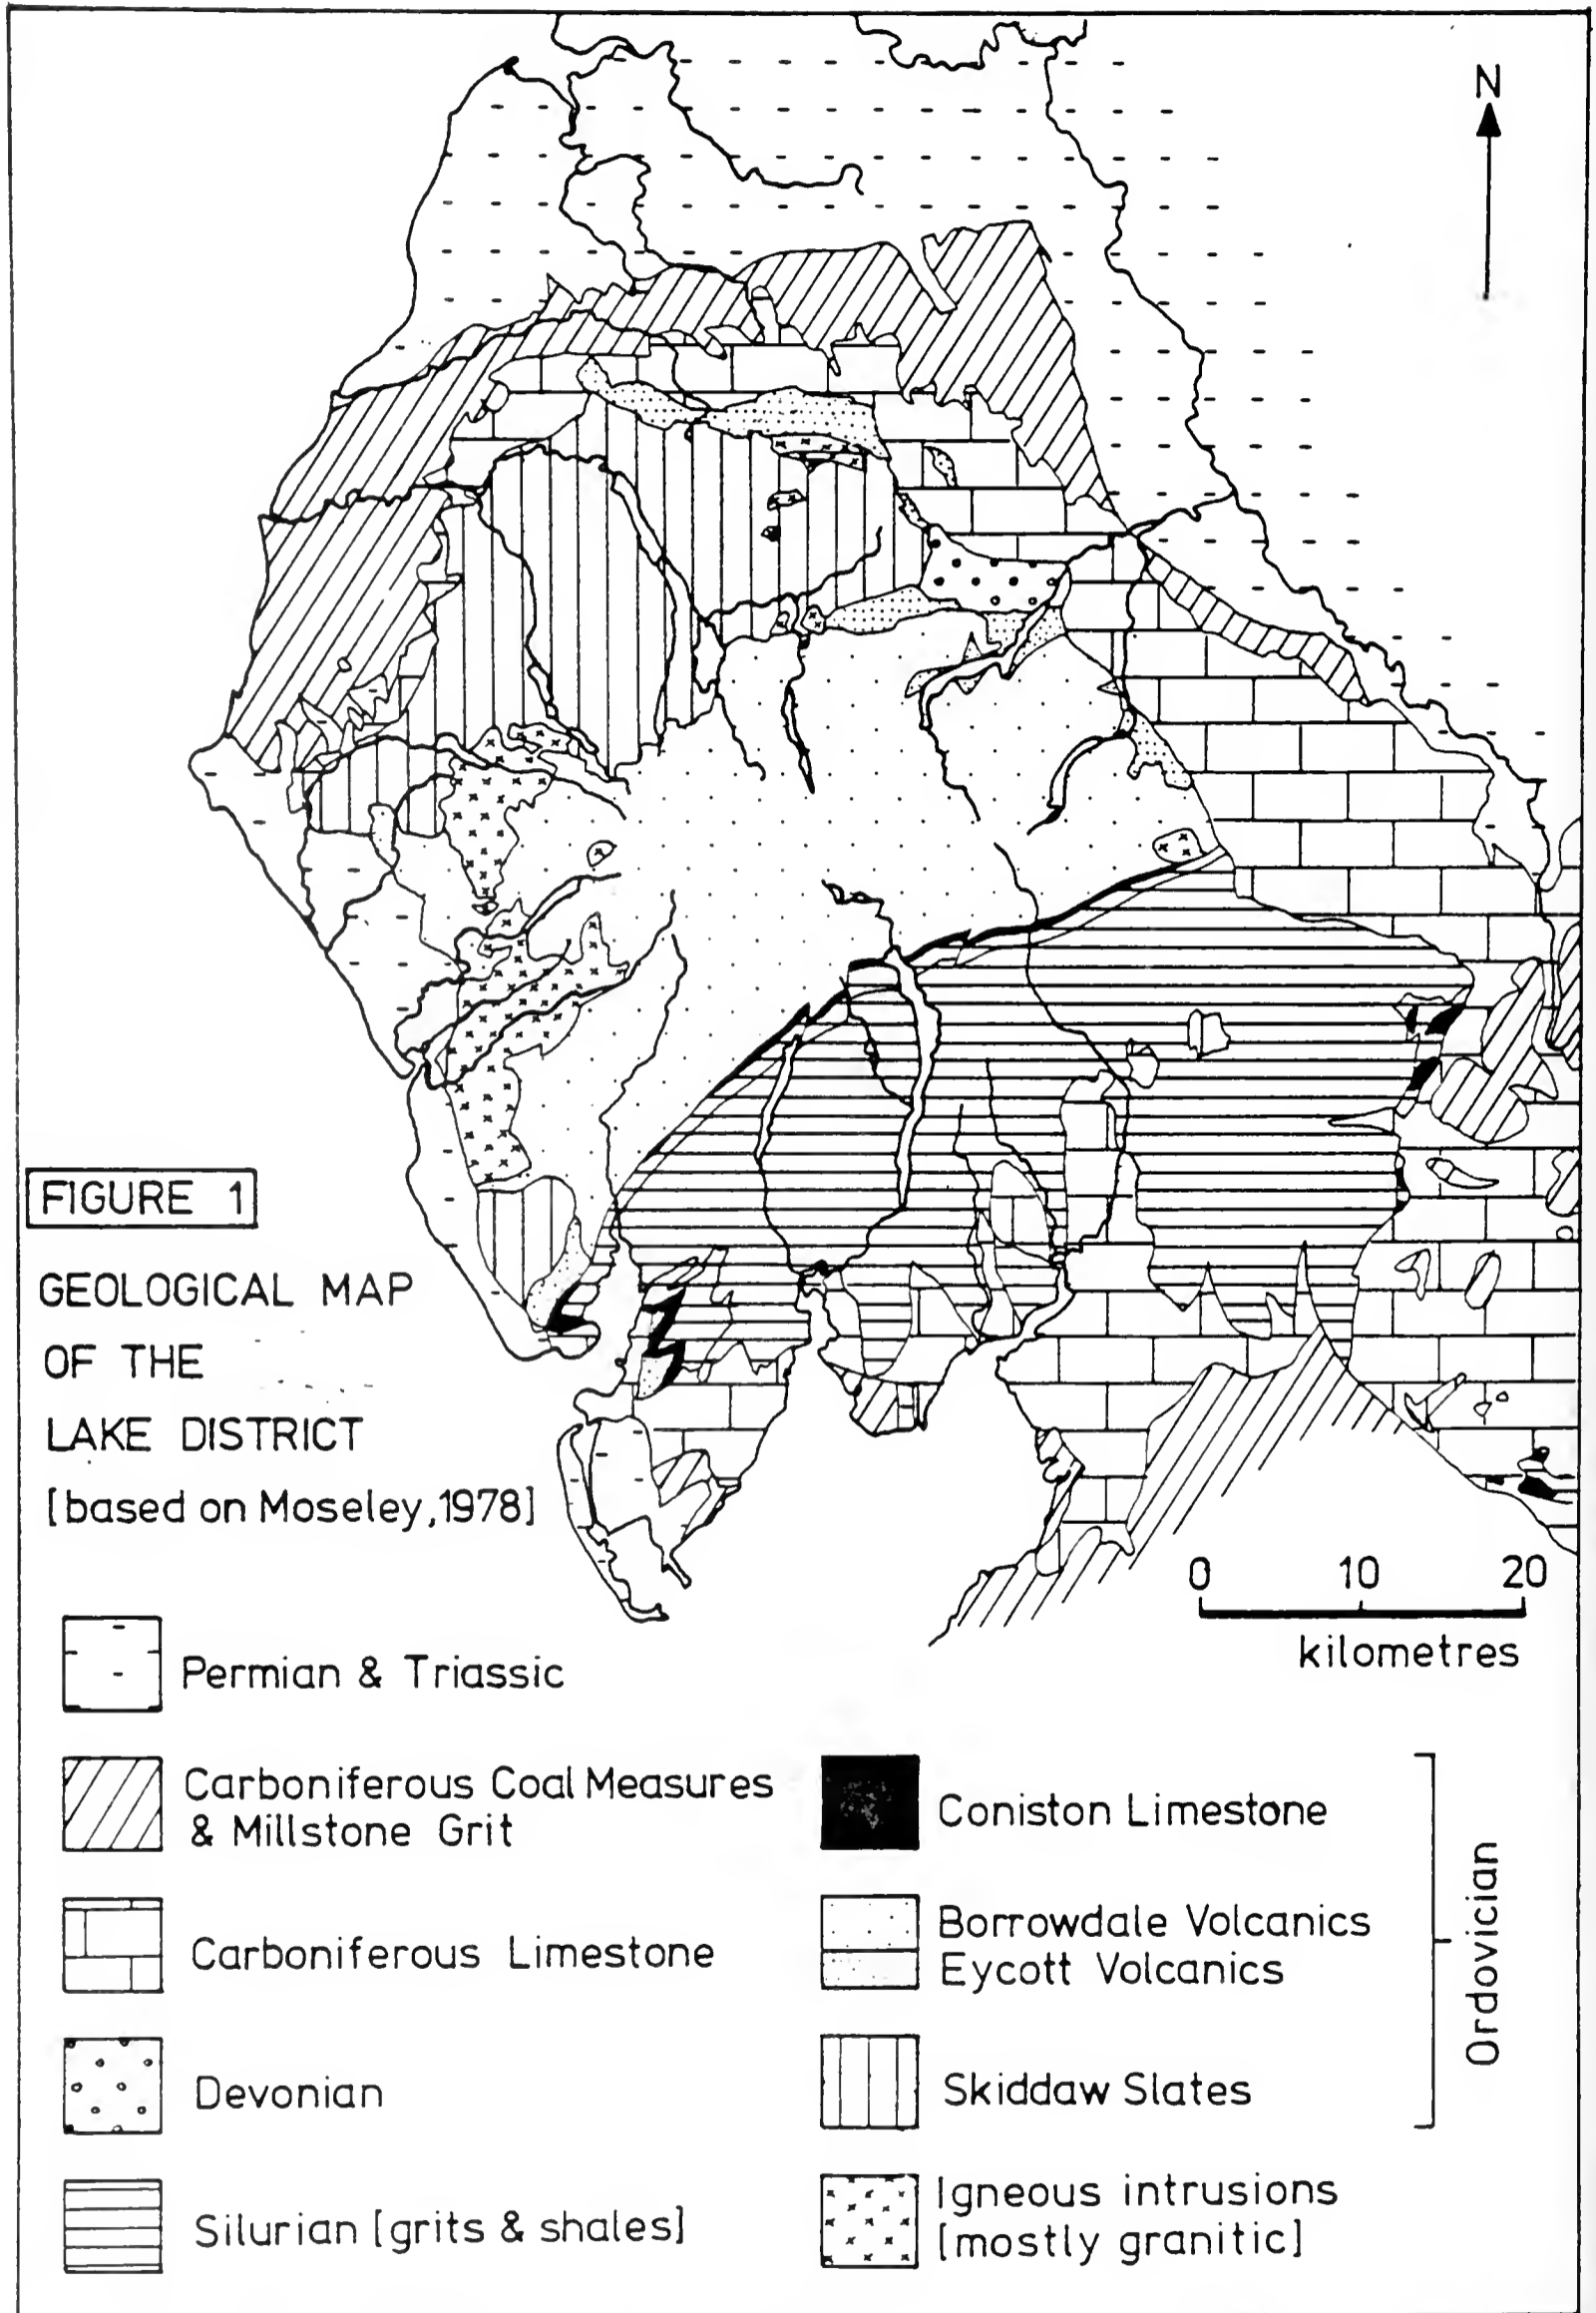 N
FIGURE 1
GEOLOGICAL MAP
OF THE
LAKE DISTRICT
[based on Moseley, 1978]
0 10 20
kilometres
Permian & Triassic
Carboniferous Coal Measures
& Millstone Grit
Carboniferous Limestone
Devonian
Silurian [grits & shales]
Coniston Limestone
Borrowdale Volcanics
Eycott Volcanics
Skiddaw Slates
Ordovician
Igneous intrusions
[mostly granitic]